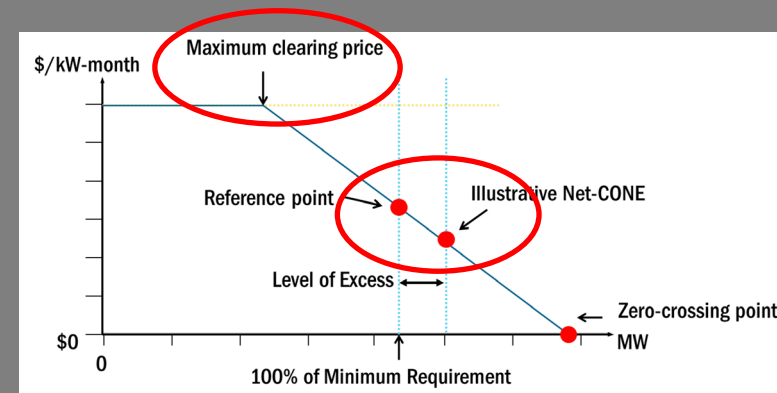 Maximum clearing price
$/kW-month
Reference point
Illustrative Net-CONE
Level of Excess
Zero-crossing point
$0
MW
0
100% of Minimum Requirement